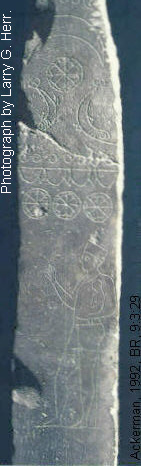 Photograph by Larry G. Herr.
Ackerman, 1992, BR, 9:3:29